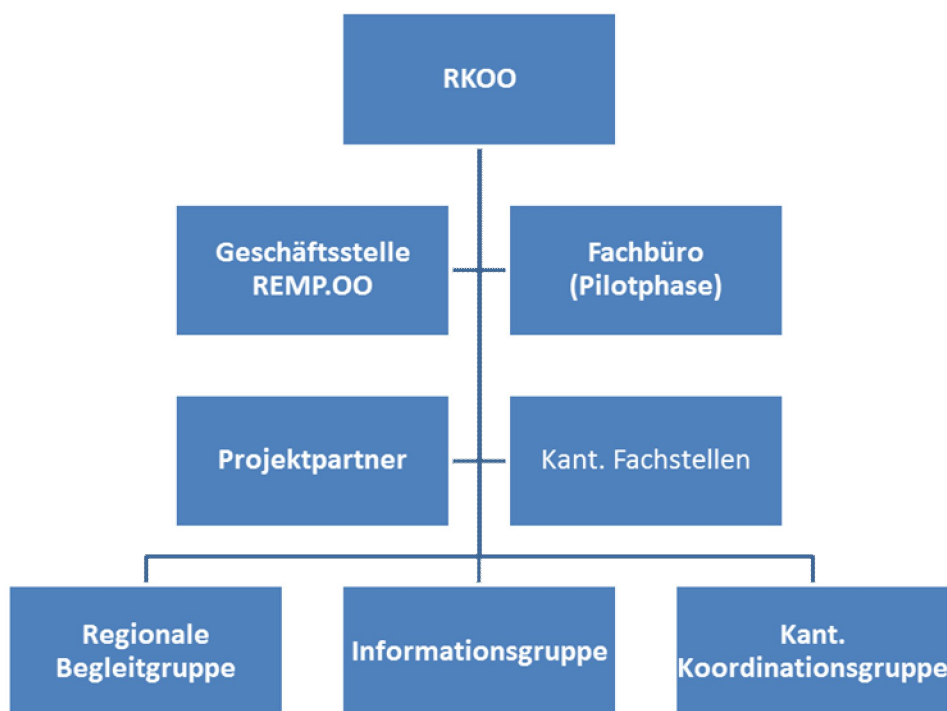 RKOO
Geschäftsstelle
REMP.OO
Fachbüro
(Pilotphase)
Projektpartner
Kant. Fachstellen
Regionale
Begleitgruppe
Informationsgruppe
Kant.
Koordinationsgruppe